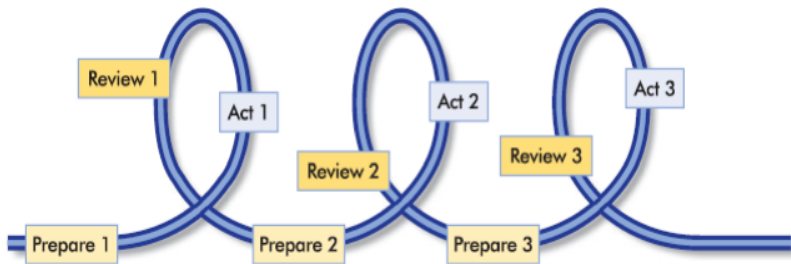 Review 1
Act 1
Prepare 1
Review 2
Act 2
Prepare 2
Review 3
Act 3
Prepare 3